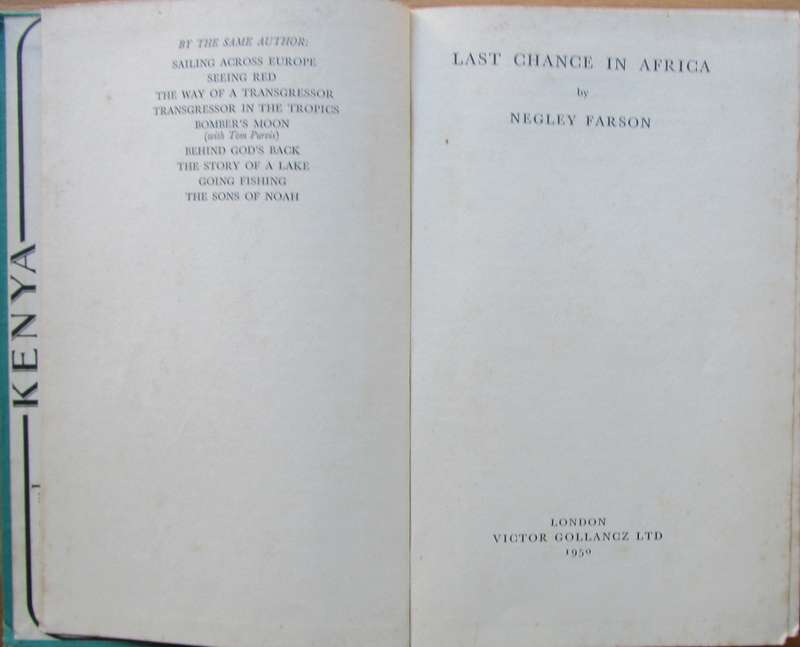 KENYA
BY THE SAME AUTHOR:
SAILING ACROSS EUROPE
SEEING RED
THE WAY OF A TRANSGRESSOR
TRANSGRESSOR IN THE TROPICS
BOMBER'S MOON
(with Tom Purvis)
BEHIND GOD'S BACK
THE STORY OF A LAKE
GOING FISHING
THE SONS OF NOAH
LAST CHANCE IN AFRICA
by
NEGLEY FARSON
LONDON
VICTOR GOLLANCZ LTD
1950